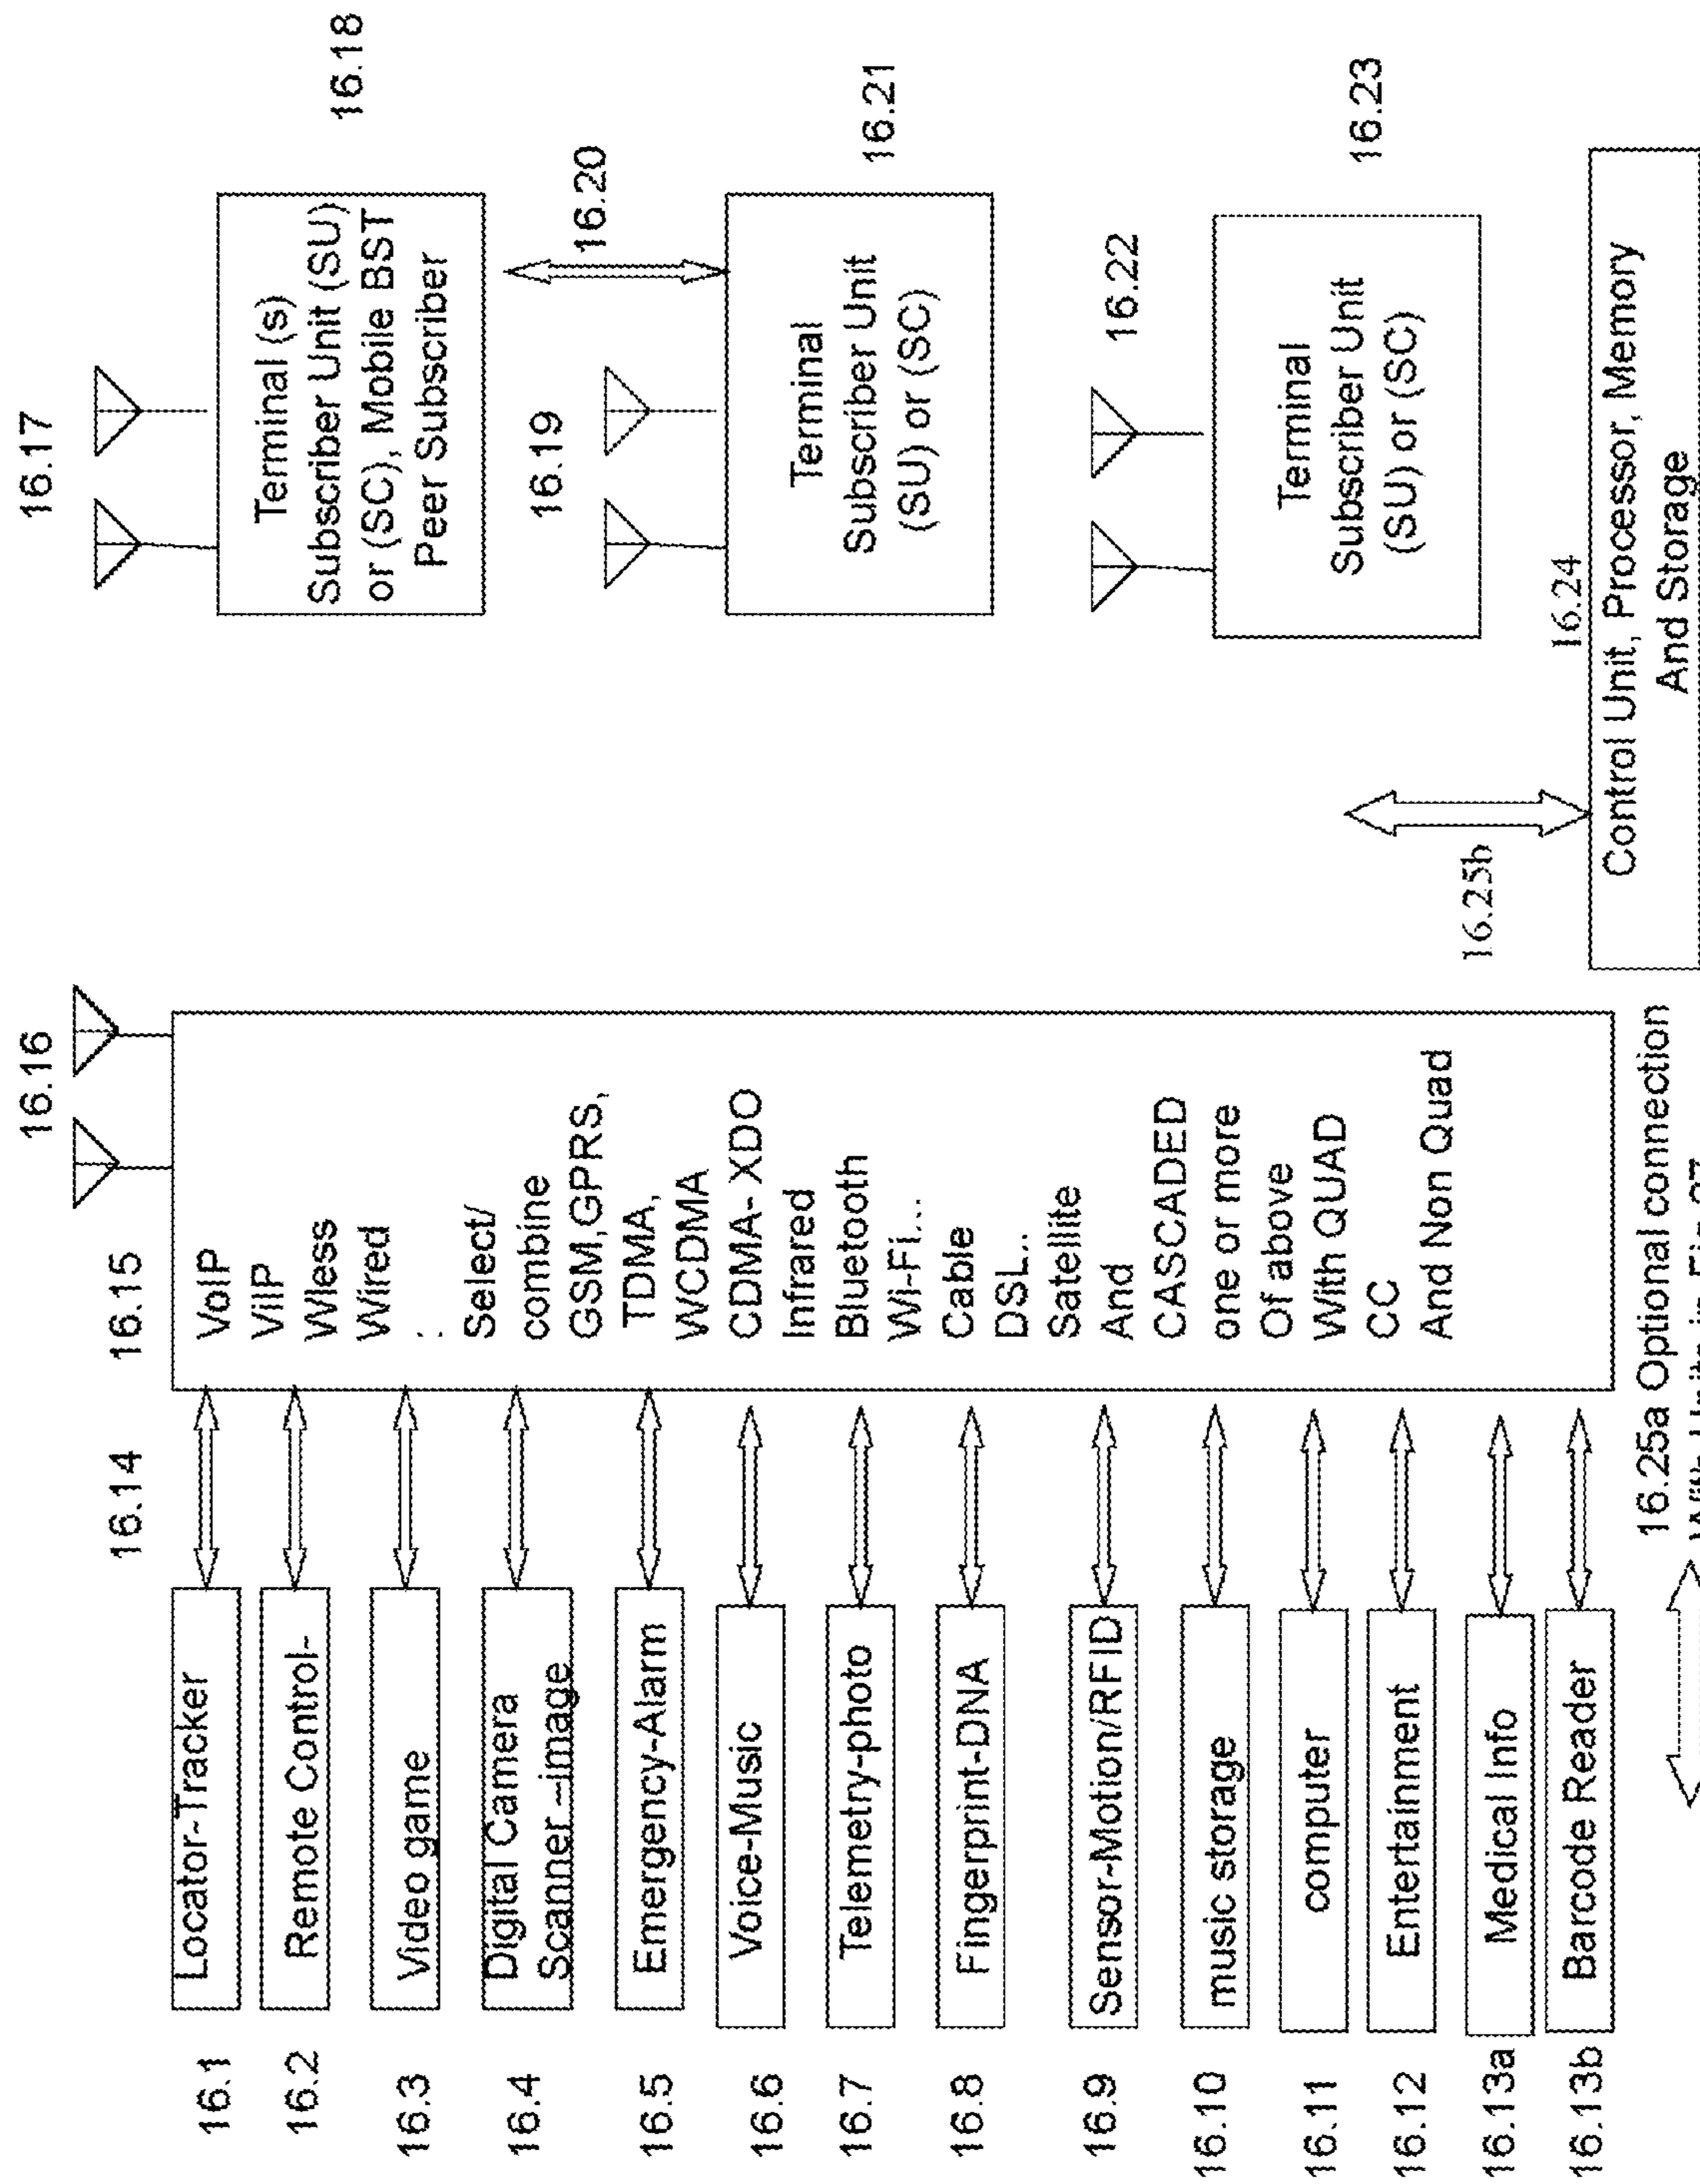 16.1
Locator-Tracker
16.2
Remote Control-
16.3
Video game
16.4
Digital Camera
Scanner –image
16.5
Emergency-Alarm
16.6
Voice-Music
16.7
Telemetry-photo
16.8
Fingerprint-DNA
16.9
Sensor-Motion/RFID
16.10
music storage
16.11
computer
16.12
Entertainment
16.13a
Medical Info
16.13b
Barcode Reader
16.14
16.15
16.16
VoIP
ViIP
Wless
Wired
:
Select/
combine
GSM,GPRS,
TDMA,
WCDMA
CDMA- XDO
Infrared
Bluetooth
Wi-Fi...
Cable
DSL..
Satellite
And
CASCADED
one or more
Of above
With QUAD
CC
And Non Quad
16.25a Optional connection
16.17
Terminal (s)
Subscriber Unit (SU)
or (SC), Mobile BST
Peer Subscriber
16.18
16.19
16.20
Terminal
Subscriber Unit
(SU) or (SC)
16.21
16.22
Terminal
Subscriber Unit
(SU) or (SC)
16.23
16.25b
16.24
Control Unit, Processor, Memory
And Storage